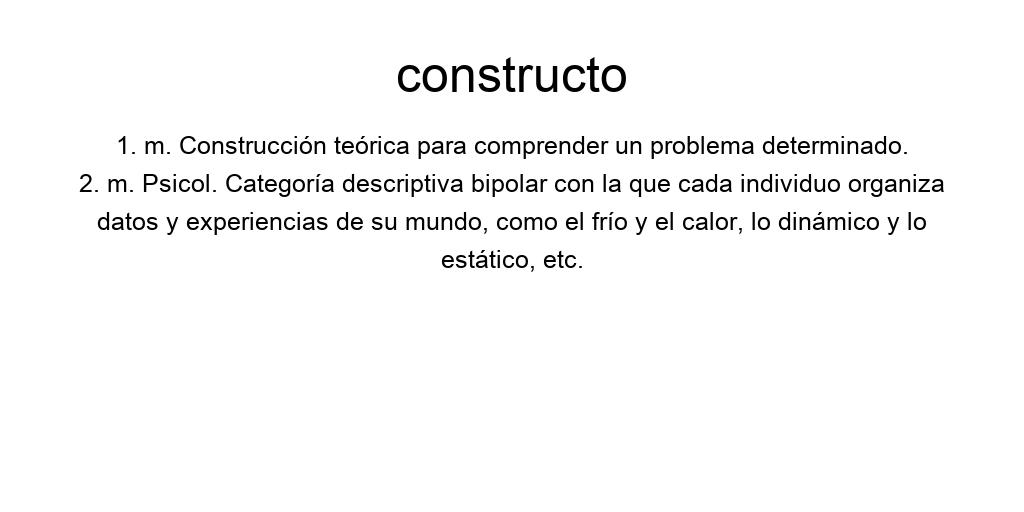 constructo
1. m. Construcción teórica para comprender un problema determinado.
2. m. Psicol. Categoría descriptiva bipolar con la que cada individuo organiza
datos y experiencias de su mundo, como el frío y el calor, lo dinámico y lo
estático, etc.